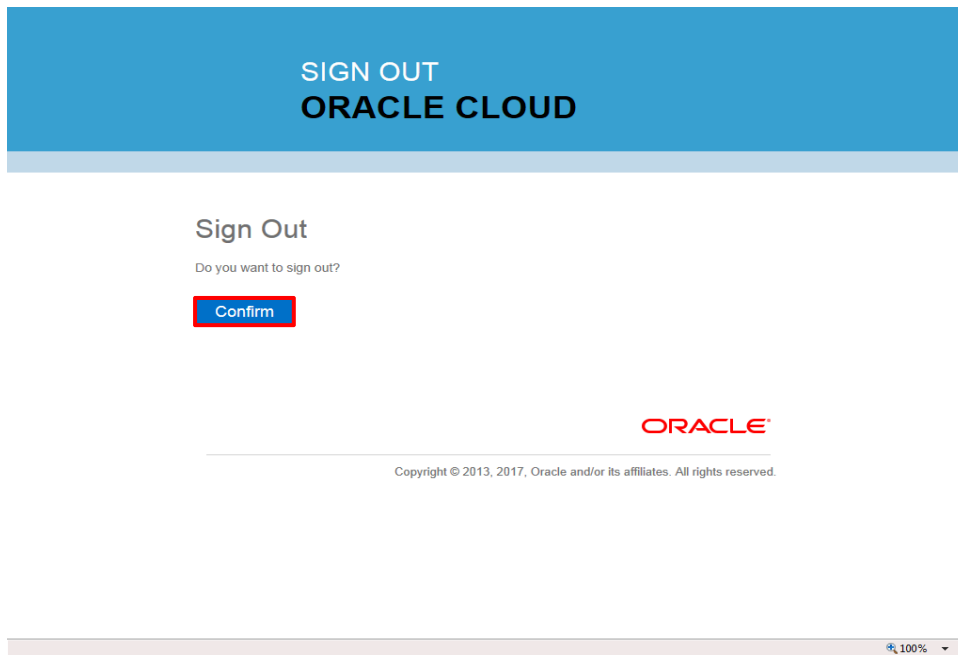 SIGN OUT
ORACLE CLOUD
Sign Out
Do you want to sign out?
Confirm
ORACLE
Copyright © 2013, 2017, Oracle and/or its affiliates. All rights reserved.
100%